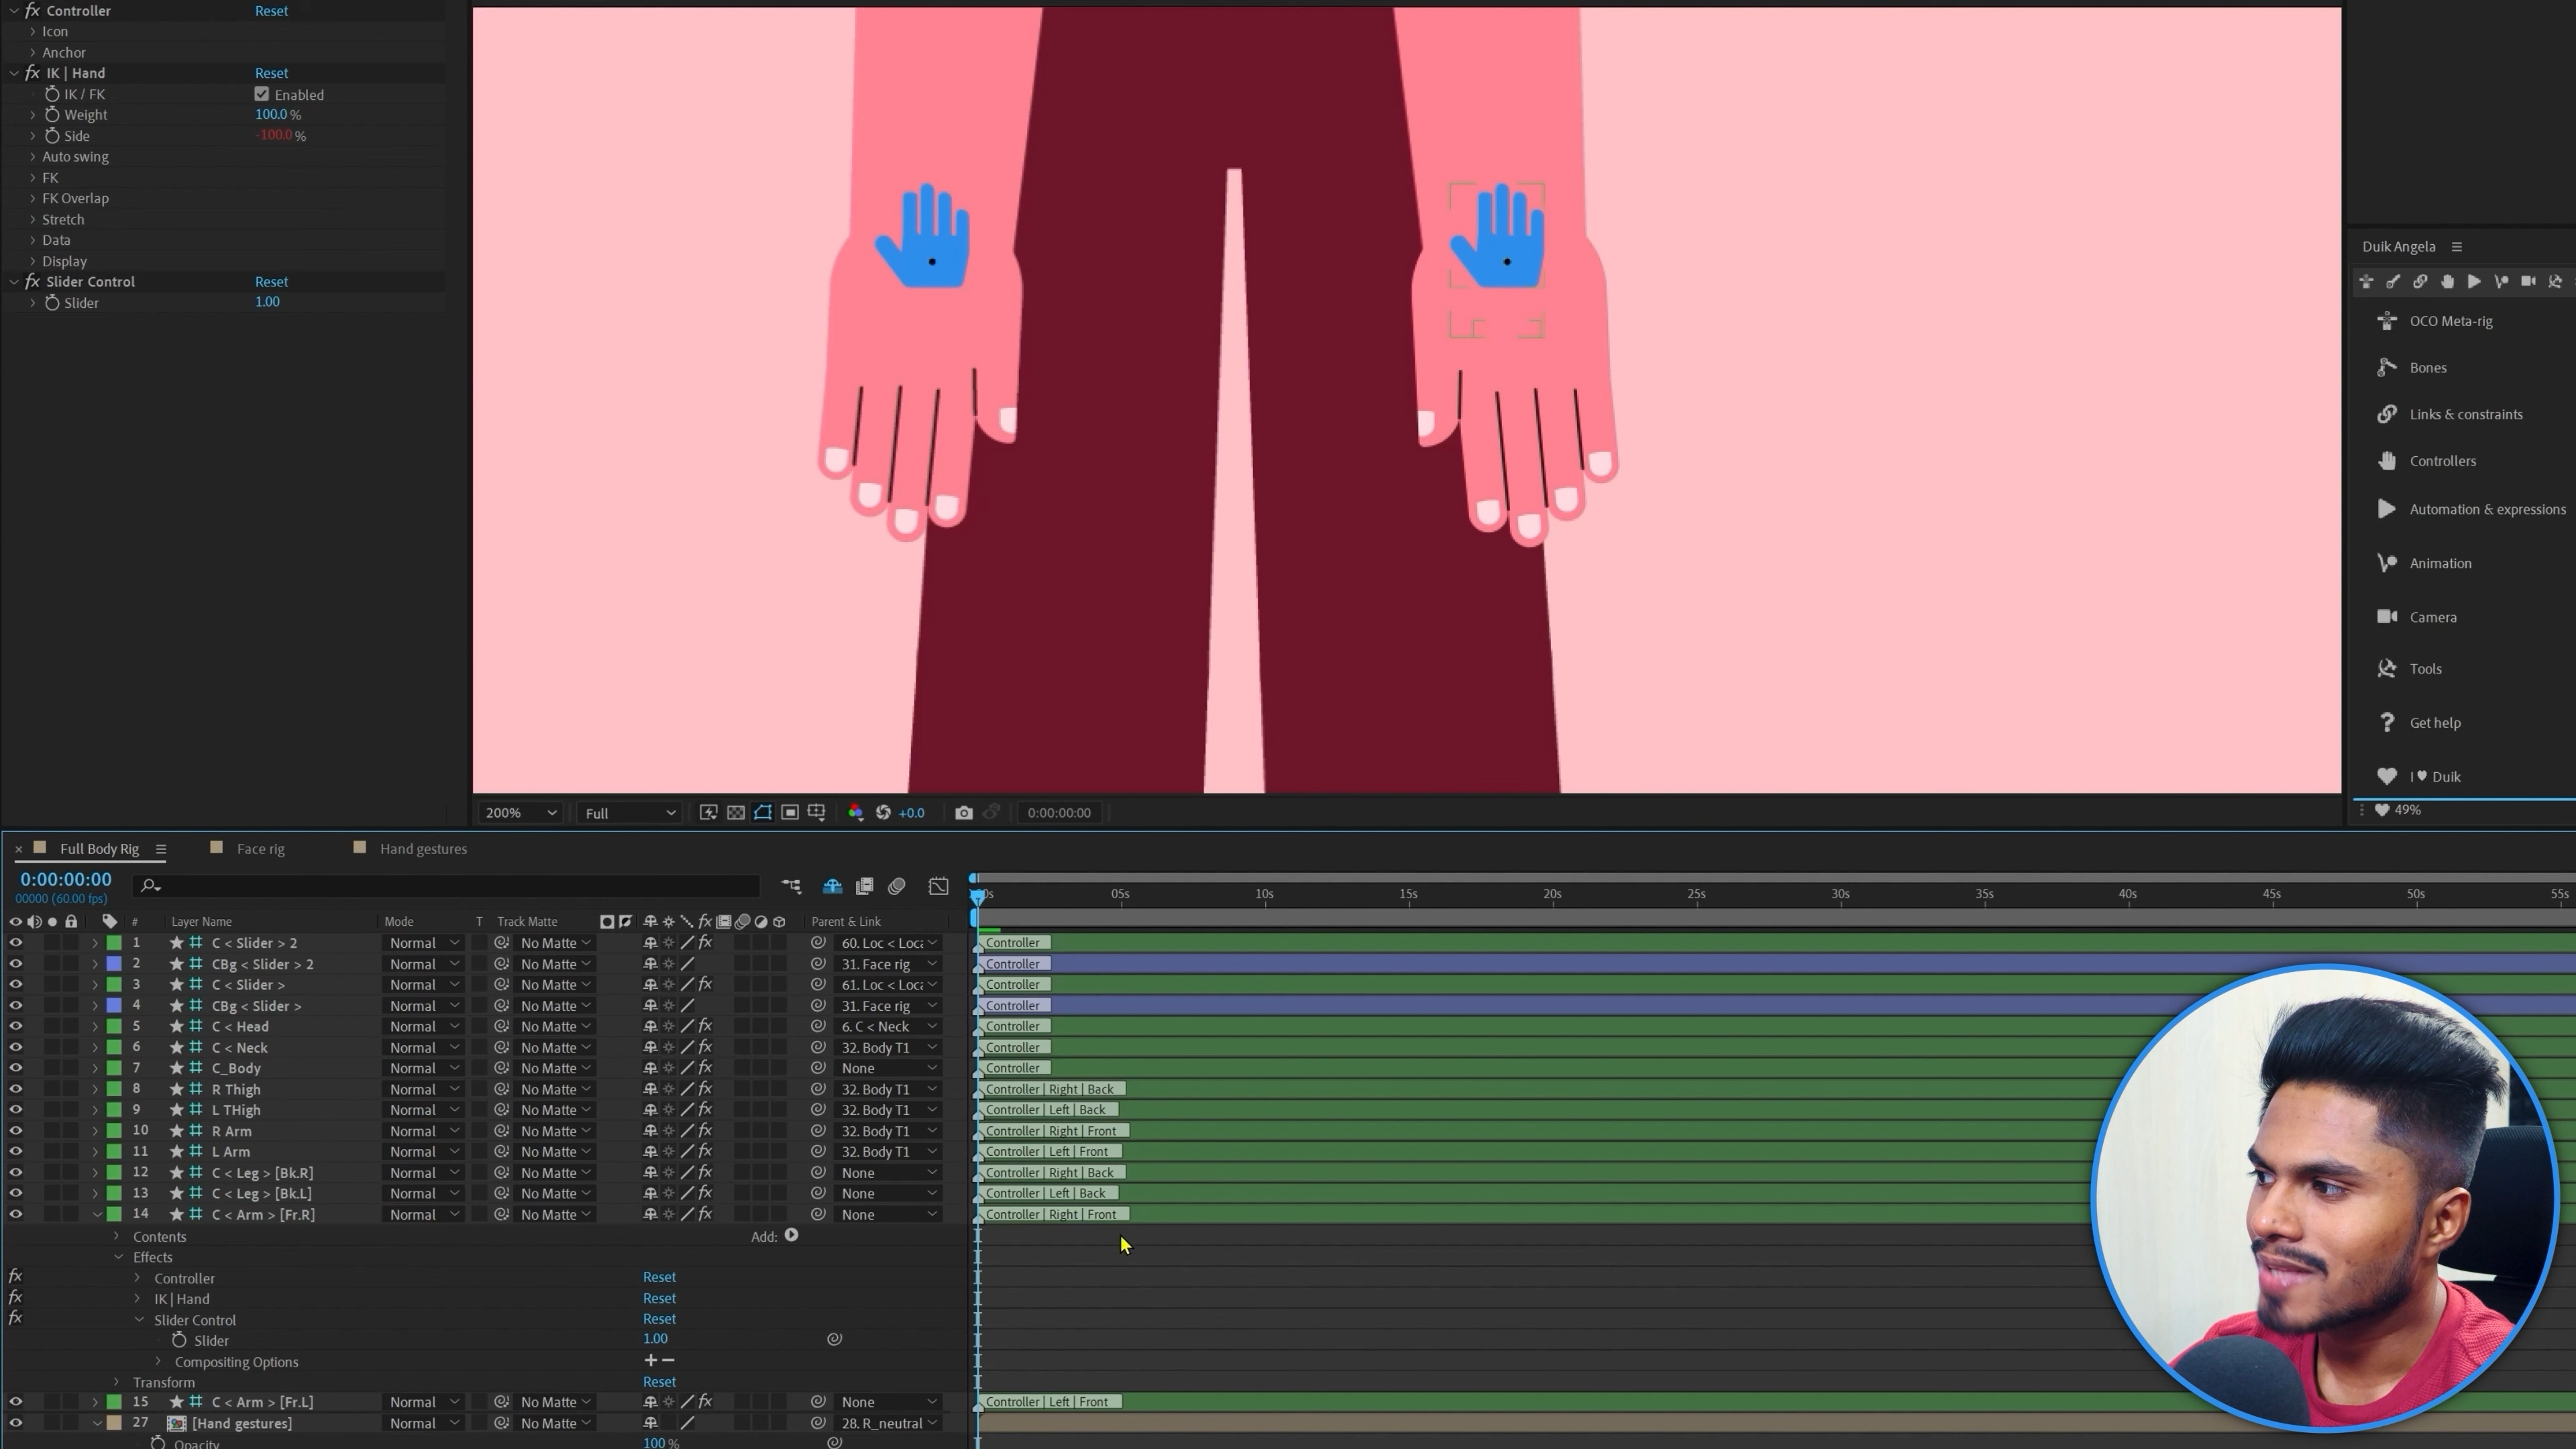 Controller Reset
Icon
Anchor
IK | Hand Reset
IK / FK Enabled
Weight 100.0 %
Side -100.0 %
Auto swing
FK
FK Overlap
Stretch
Data
Display
Slider Control Reset
Slider 1.00
Duik Angela
OCO Meta-rig
Bones
Links & constraints
Controllers
Automation & expressions
Animation
Camera
Tools
Get help
I ♥ Duik
49%
200% Full +0.0 0:00:00:00
Full Body Rig Face rig Hand gestures
0:00:00:00
00000 (60.00 fps)
05s 10s 15s 20s 25s 30s 35s 40s 45s 50s 55s
# Layer Name Mode T Track Matte Parent & Link
1 C < Slider > 2 Normal No Matte 60. Loc < Loca Controller
2 CBg < Slider > 2 Normal No Matte 31. Face rig Controller
3 C < Slider > Normal No Matte 61. Loc < Loca Controller
4 CBg < Slider > Normal No Matte 31. Face rig Controller
5 C < Head Normal No Matte 6. C < Neck Controller
6 C < Neck Normal No Matte 32. Body T1 Controller
7 C_Body Normal No Matte None Controller
8 R Thigh Normal No Matte 32. Body T1 Controller | Right | Back
9 L THigh Normal No Matte 32. Body T1 Controller | Left | Back
10 R Arm Normal No Matte 32. Body T1 Controller | Right | Front
11 L Arm Normal No Matte 32. Body T1 Controller | Left | Front
12 C < Leg > [Bk.R] Normal No Matte None Controller | Right | Back
13 C < Leg > [Bk.L] Normal No Matte None Controller | Left | Back
14 C < Arm > [Fr.R] Normal No Matte None Controller | Right | Front
Contents Add:
Effects
fx Controller Reset
fx IK | Hand Reset
fx Slider Control Reset
Slider 1.00
Compositing Options + −
Transform Reset
15 C < Arm > [Fr.L] Normal No Matte None Controller | Left | Front
27 [Hand gestures] Normal No Matte 28. R_neutral
Opacity 100 %